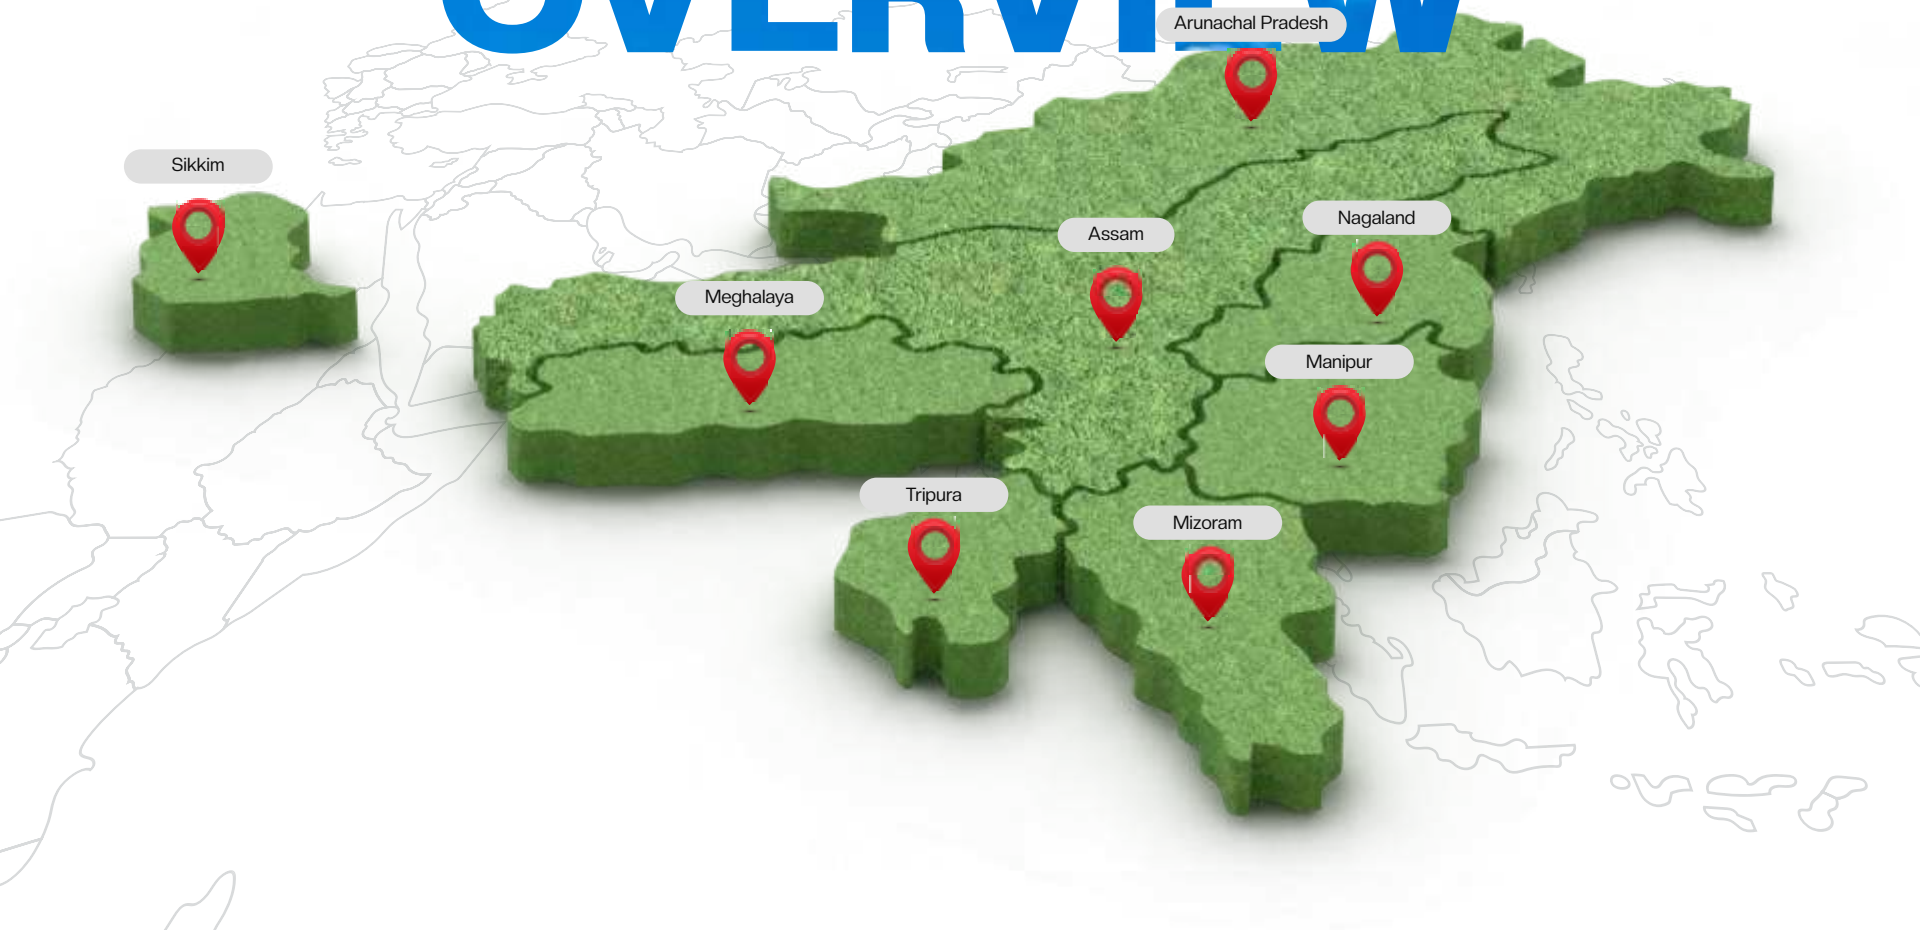 OVERVIEW
Arunachal Pradesh
Sikkim
Nagaland
Assam
Meghalaya
Manipur
Tripura
Mizoram